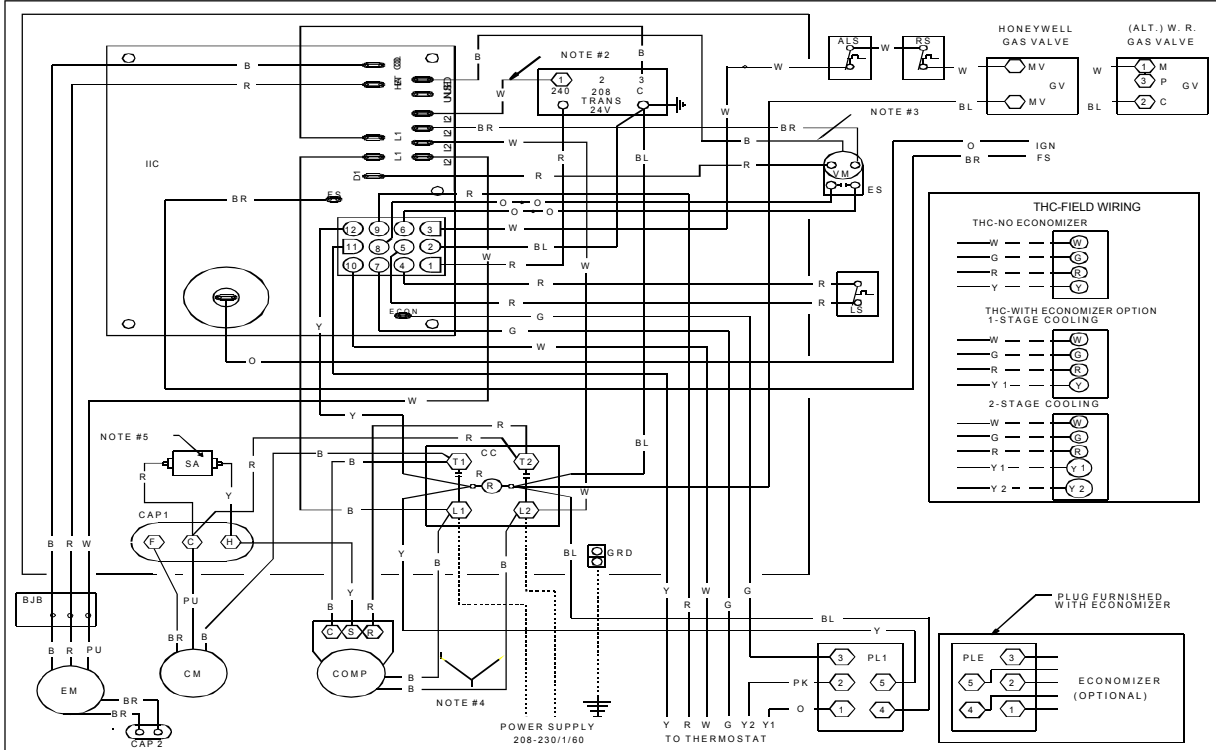 NOTE #2
HONEYWELL
GAS VALVE
(ALT.) W. R.
GAS VALVE
ALS
W
RS
W
W
MV
MV
GV
W
BL
1 M
3 P
2 C
GV
BL
B
R
COOL
HEAT
UNUSED
L1
L1
L2
L2
L2
D1
B
W
1
2
3
240
208
C
TRANS
24V
NOTE #3
BR
B
W
BR
R
VM
ES
O
IGN
BR
FS
IIC
R
BL
W
R
BR
FS
R
O
O
O
O
W
BL
R
12
9
6
3
11
8
5
2
10
7
4
1
W
W
R
R
LS
ECON
G
G
W
O
Y
W
THC-FIELD WIRING
THC-NO ECONOMIZER
W W
G G
R R
Y Y
THC-WITH ECONOMIZER OPTION
1-STAGE COOLING
W W
G G
R R
Y 1 Y
2-STAGE COOLING
W W
G G
R R
Y 1 Y 1
Y 2 Y 2
Y
R
R
CC
BL
NOTE #5
SA
R
Y
R
B
B
T1
T2
R
R
L1
L2
W
B
CAP1
F
C
H
B
B
Y
BL
GRD
B
R
W
BJB
PU
BR
B
B
Y
R
C
S
R
COMP
CM
B
R
PU
EM
BR
BR
CAP 2
B
B
NOTE #4
POWER SUPPLY
208-230/1/60
Y
R
W
G
G
BL
Y
PK
O
3
PL1
2
5
1
4
Y
R
W
G
Y2
Y1
TO THERMOSTAT
PLUG FURNISHED
WITH ECONOMIZER
PLE
3
5
2
4
1
ECONOMIZER
(OPTIONAL)